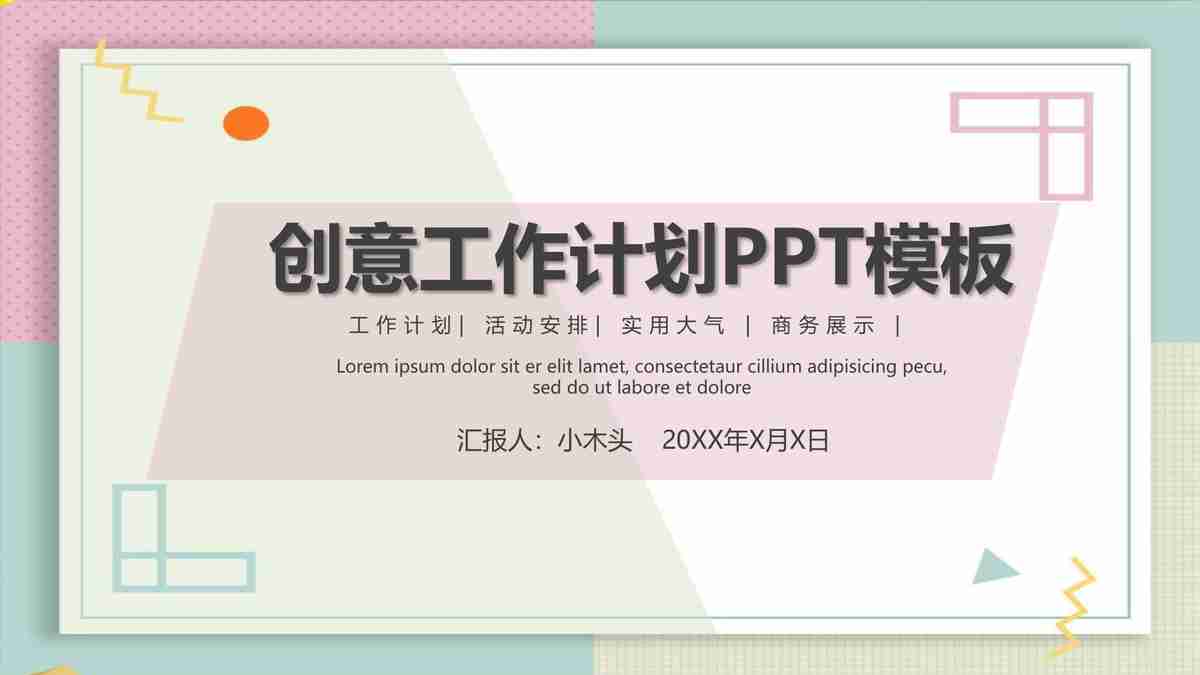 创意工作计划PPT模板
工作计划| 活动安排| 实用大气 | 商务展示 |
Lorem ipsum dolor sit er elit lamet, consectetaur cillium adipisicing pecu,
sed do ut labore et dolore
汇报人：小木头 20XX年X月X日